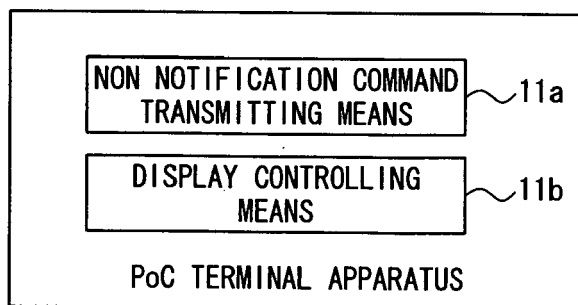 NON NOTIFICATION COMMAND
TRANSMITTING MEANS
11a
DISPLAY CONTROLLING
MEANS
11b
PoC TERMINAL APPARATUS